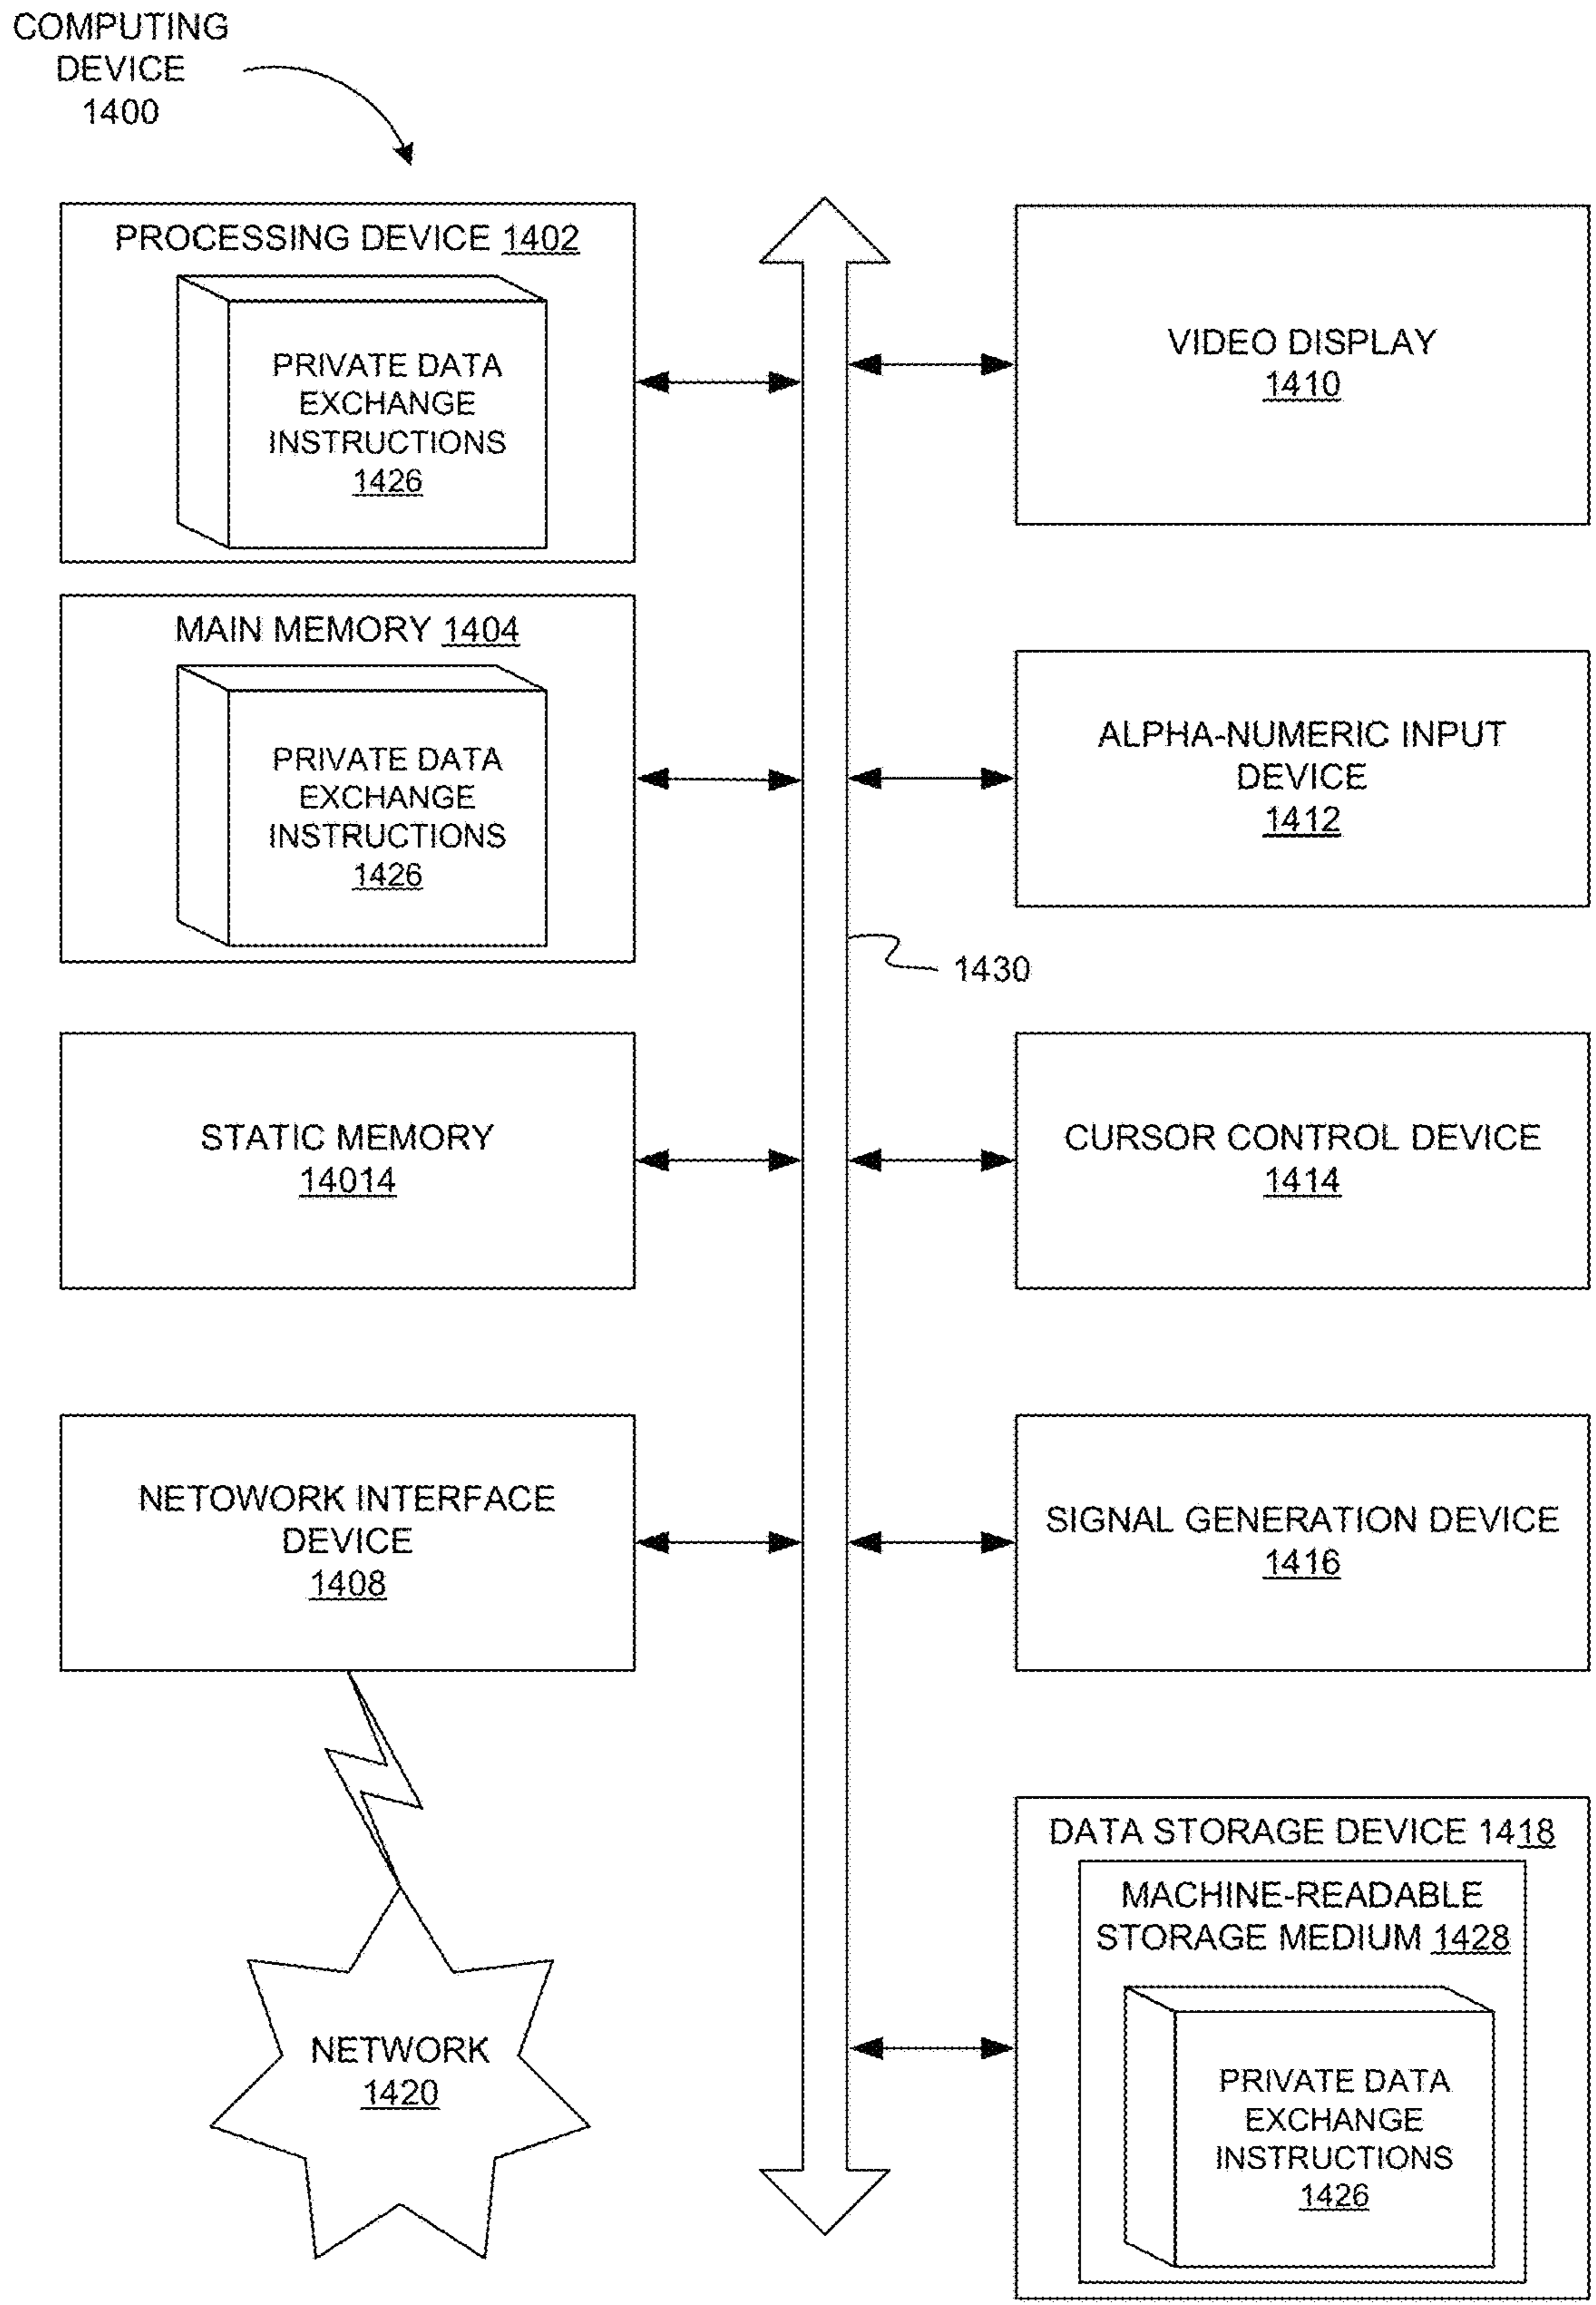 COMPUTING
DEVICE
1400
PROCESSING DEVICE 1402
PRIVATE DATA
EXCHANGE
INSTRUCTIONS
1426
MAIN MEMORY 1404
PRIVATE DATA
EXCHANGE
INSTRUCTIONS
1426
STATIC MEMORY
14014
NETOWORK INTERFACE
DEVICE
1408
NETWORK
1420
1430
VIDEO DISPLAY
1410
ALPHA-NUMERIC INPUT
DEVICE
1412
CURSOR CONTROL DEVICE
1414
SIGNAL GENERATION DEVICE
1416
DATA STORAGE DEVICE 1418
MACHINE-READABLE
STORAGE MEDIUM 1428
PRIVATE DATA
EXCHANGE
INSTRUCTIONS
1426